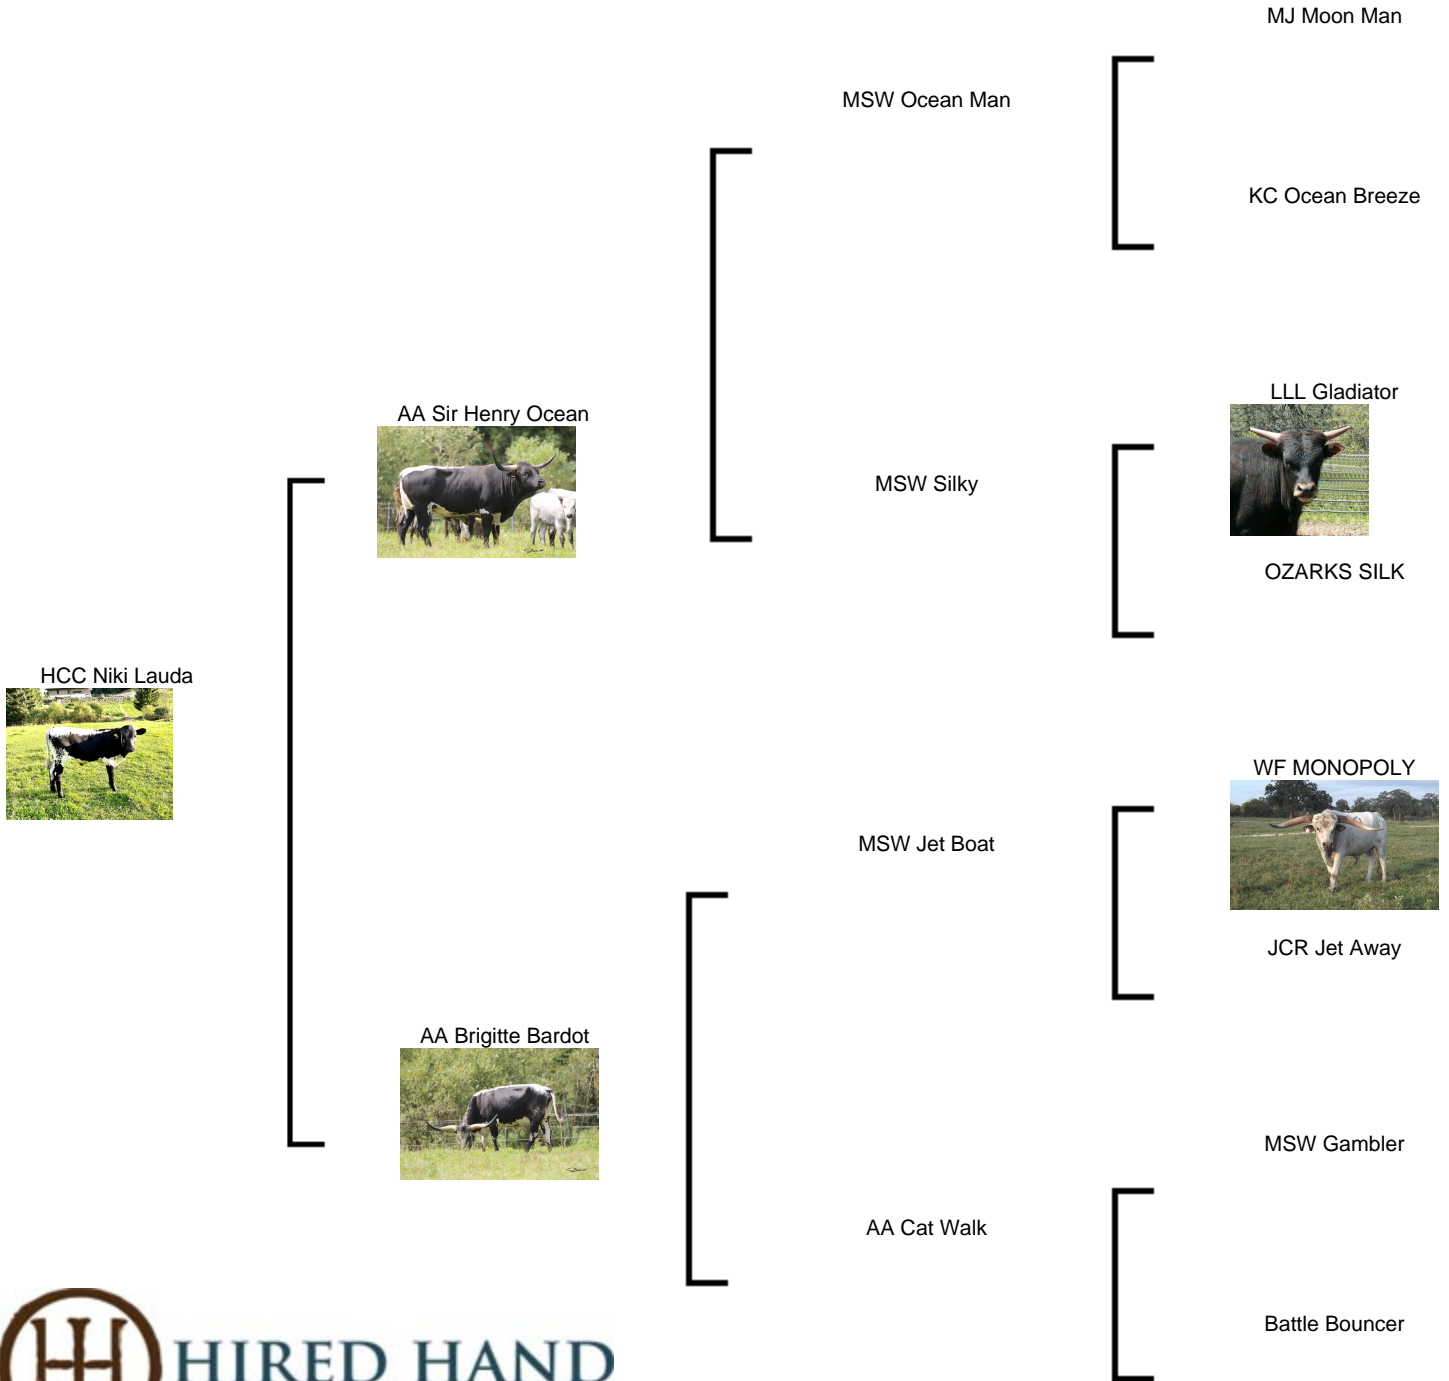 MJ Moon Man
MSW Ocean Man
KC Ocean Breeze
LLL Gladiator
AA Sir Henry Ocean
MSW Silky
OZARKS SILK
HCC Niki Lauda
WF MONOPOLY
MSW Jet Boat
JCR Jet Away
AA Brigitte Bardot
MSW Gambler
AA Cat Walk
Battle Bouncer
HIRED HAND